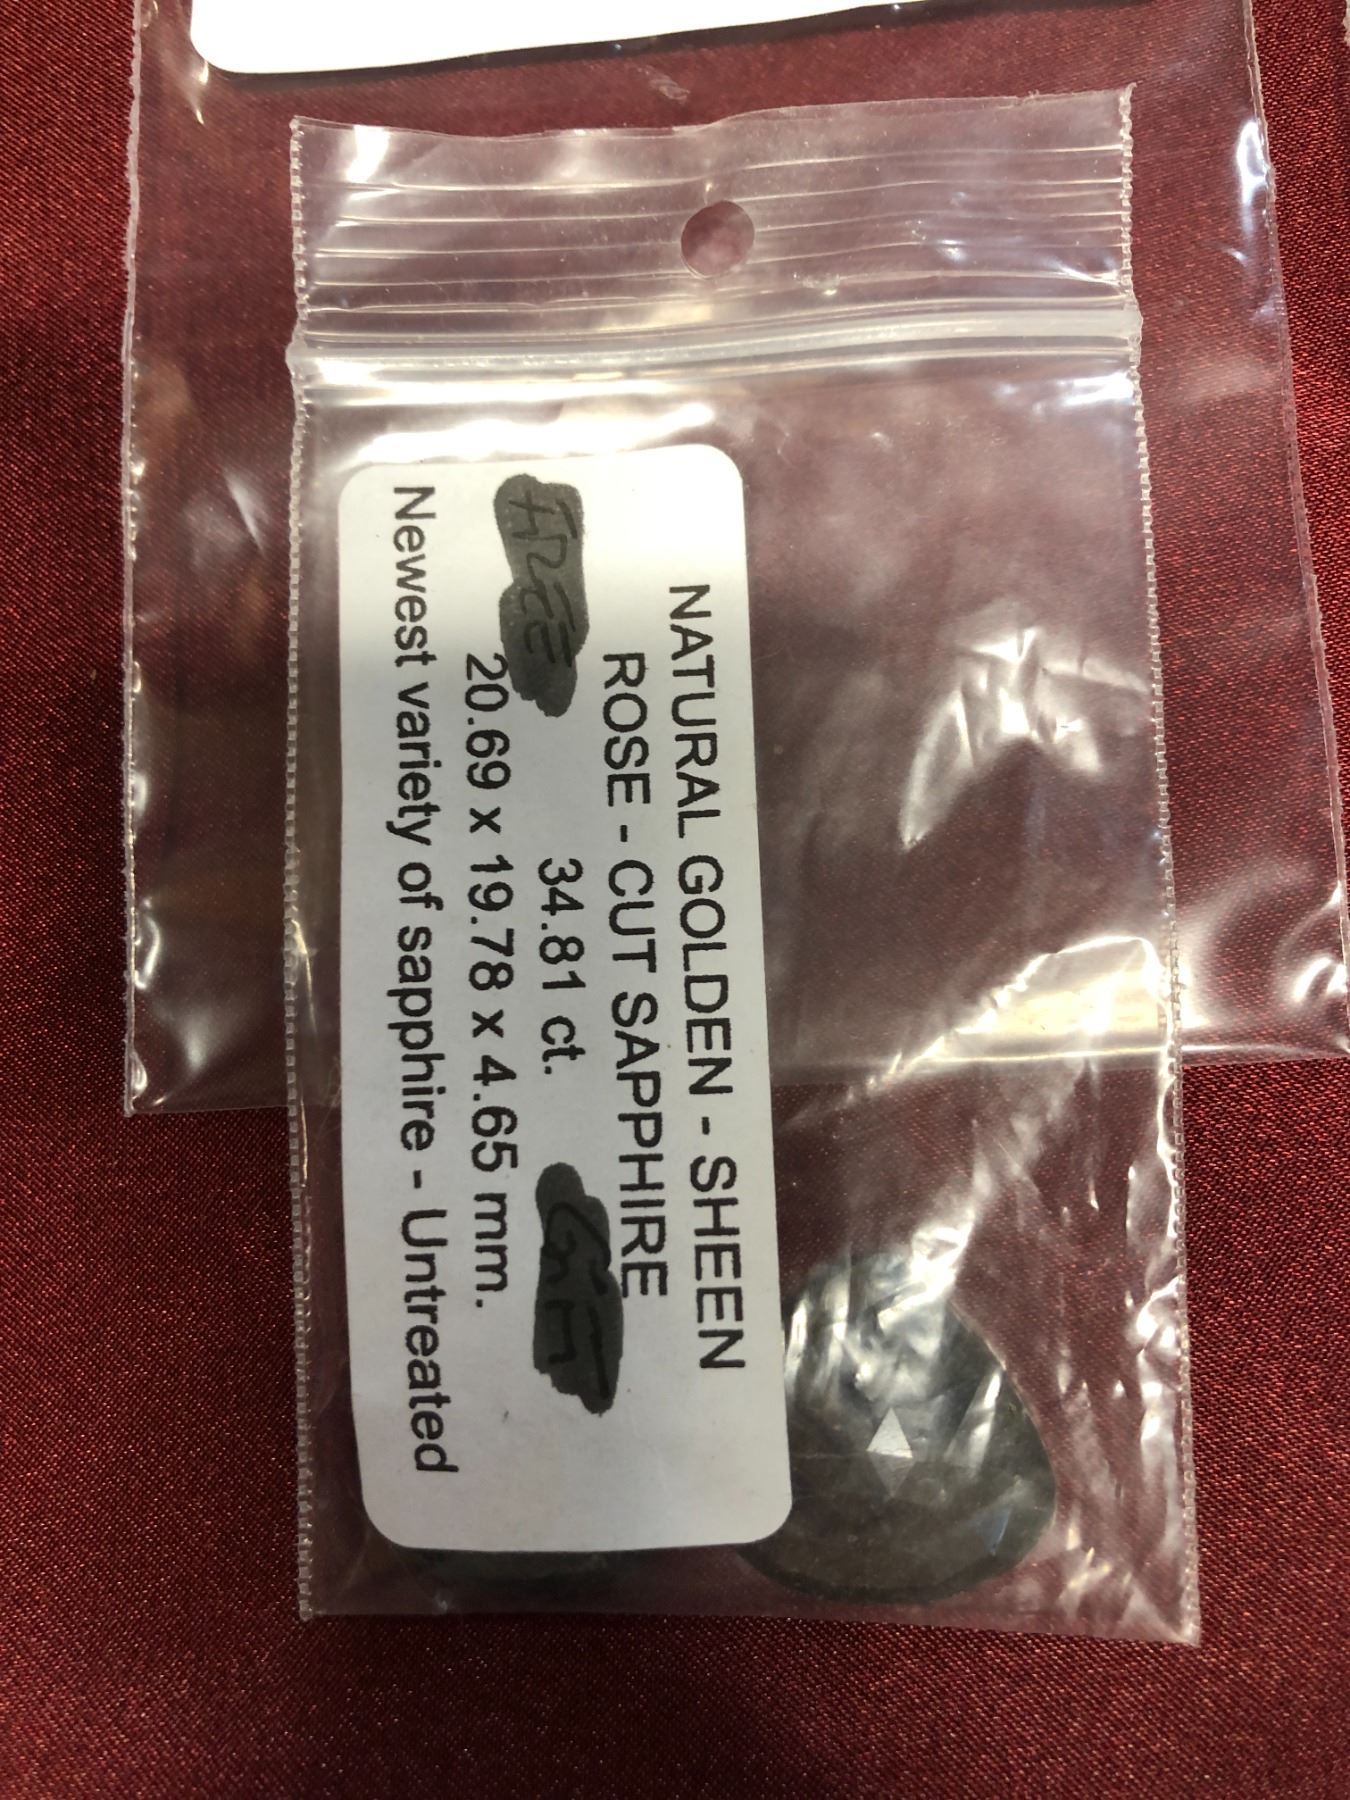 NATURAL GOLDEN - SHEEN
ROSE - CUT SAPPHIRE
34.81 ct.
20.69 x 19.78 x 4.65 mm.
Newest variety of sapphire - Untreated